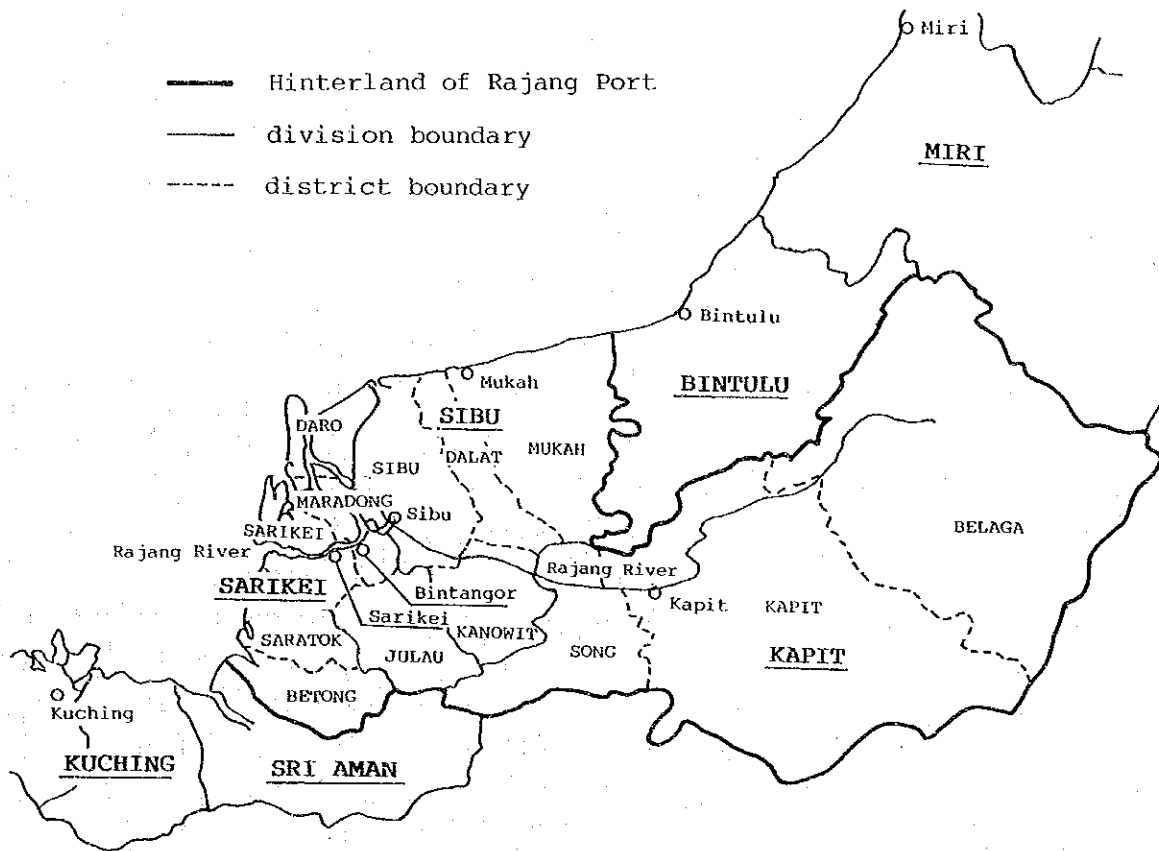 Miri
Hinterland of Rajang Port
division boundary
MIRI
district boundary
Bintulu
Mukah
BINTULU
SIBU
DARO
MUKAH
DALAT
SIBU
MARADONG
Sibu
SARIKEI
BELAGA
Rajang River
Rajang River
SARIKEI
Bintangor
Kapit
KAPIT
Sarikei
KANOWIT
SARATOK
JULAU
SONG
KAPIT
BETONG
Kuching
KUCHING
SRI AMAN